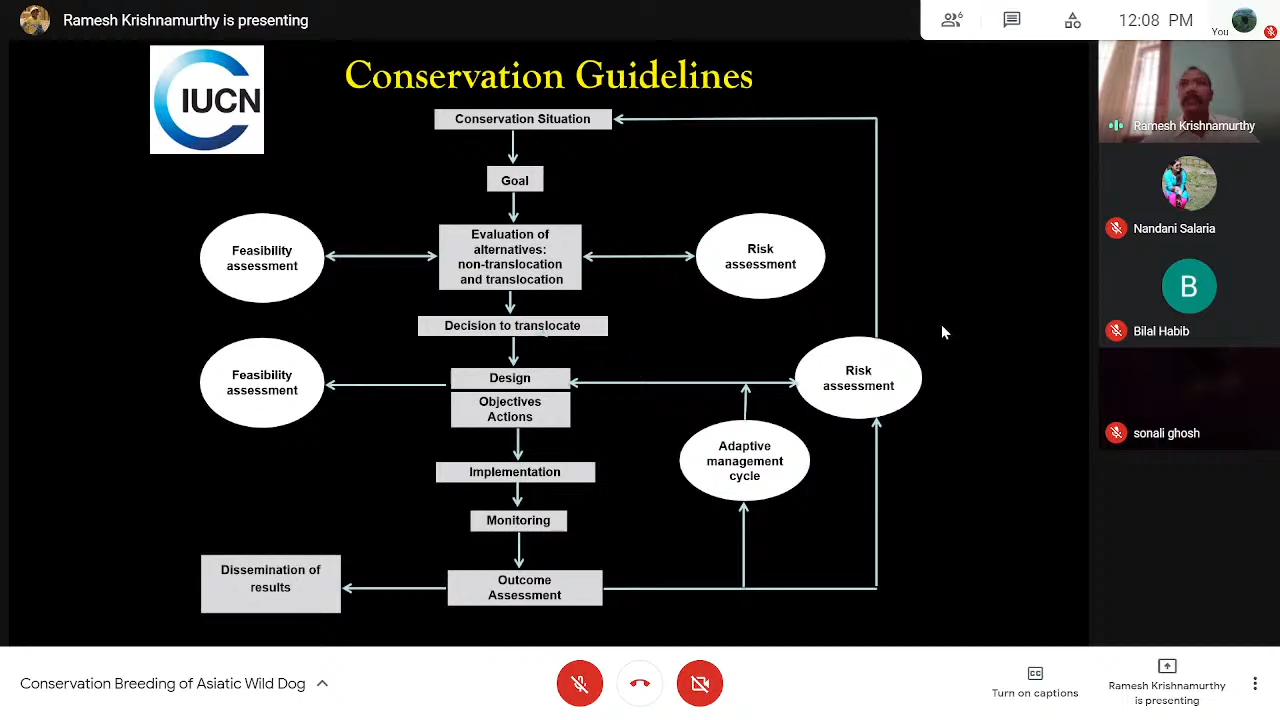 Ramesh Krishnamurthy is presenting
6
12:08 PM
You
IUCN
Conservation Guidelines
Conservation Situation
Goal
Feasibility
assessment
Evaluation of
alternatives:
non-translocation
and translocation
Risk
assessment
Decision to translocate
Feasibility
assessment
Design
Objectives
Actions
Risk
assessment
Adaptive
management
cycle
Implementation
Monitoring
Dissemination of
results
Outcome
Assessment
Ramesh Krishnamurthy
Nandani Salaria
B
Bilal Habib
sonali ghosh
Conservation Breeding of Asiatic Wild Dog
CC
Turn on captions
Ramesh Krishnamurthy
is presenting